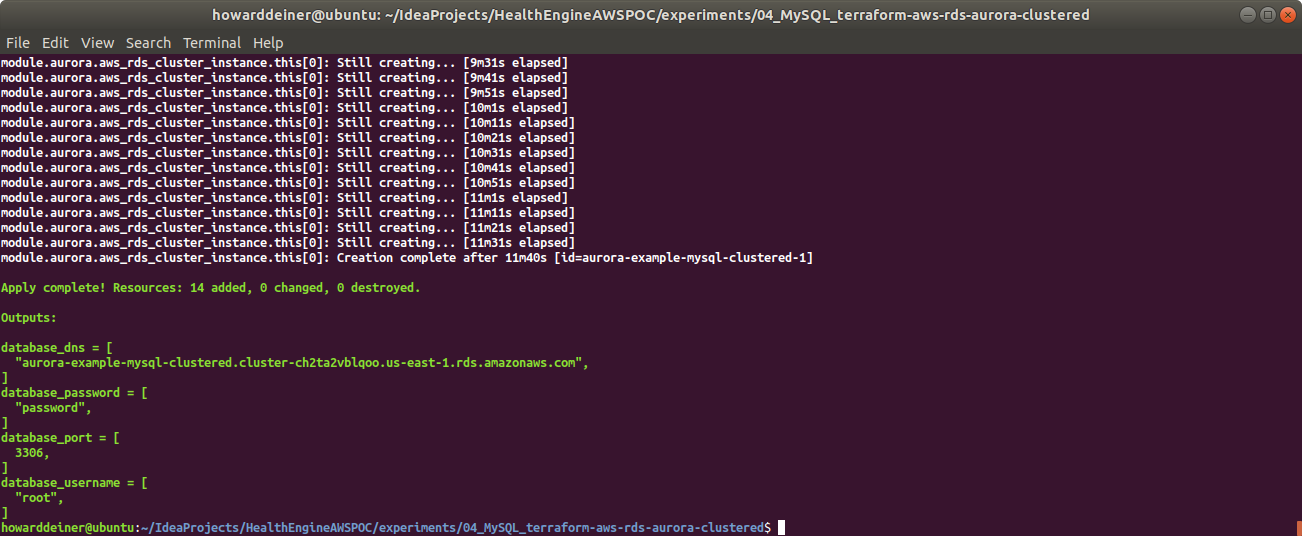 howarddeiner@ubuntu: ~/IdeaProjects/HealthEngineAWSPOC/experiments/04_MySQL_terraform-aws-rds-aurora-clustered
File Edit View Search Terminal Help
module.aurora.aws_rds_cluster_instance.this[0]: Still creating... [9m31s elapsed]
module.aurora.aws_rds_cluster_instance.this[0]: Still creating... [9m41s elapsed]
module.aurora.aws_rds_cluster_instance.this[0]: Still creating... [9m51s elapsed]
module.aurora.aws_rds_cluster_instance.this[0]: Still creating... [10m1s elapsed]
module.aurora.aws_rds_cluster_instance.this[0]: Still creating... [10m11s elapsed]
module.aurora.aws_rds_cluster_instance.this[0]: Still creating... [10m21s elapsed]
module.aurora.aws_rds_cluster_instance.this[0]: Still creating... [10m31s elapsed]
module.aurora.aws_rds_cluster_instance.this[0]: Still creating... [10m41s elapsed]
module.aurora.aws_rds_cluster_instance.this[0]: Still creating... [10m51s elapsed]
module.aurora.aws_rds_cluster_instance.this[0]: Still creating... [11m1s elapsed]
module.aurora.aws_rds_cluster_instance.this[0]: Still creating... [11m11s elapsed]
module.aurora.aws_rds_cluster_instance.this[0]: Still creating... [11m21s elapsed]
module.aurora.aws_rds_cluster_instance.this[0]: Still creating... [11m31s elapsed]
module.aurora.aws_rds_cluster_instance.this[0]: Creation complete after 11m40s [id=aurora-example-mysql-clustered-1]
Apply complete! Resources: 14 added, 0 changed, 0 destroyed.
Outputs:
database_dns = [
  "aurora-example-mysql-clustered.cluster-ch2ta2vblqoo.us-east-1.rds.amazonaws.com",
]
database_password = [
  "password",
]
database_port = [
  3306,
]
database_username = [
  "root",
]
howarddeiner@ubuntu:~/IdeaProjects/HealthEngineAWSPOC/experiments/04_MySQL_terraform-aws-rds-aurora-clustered$